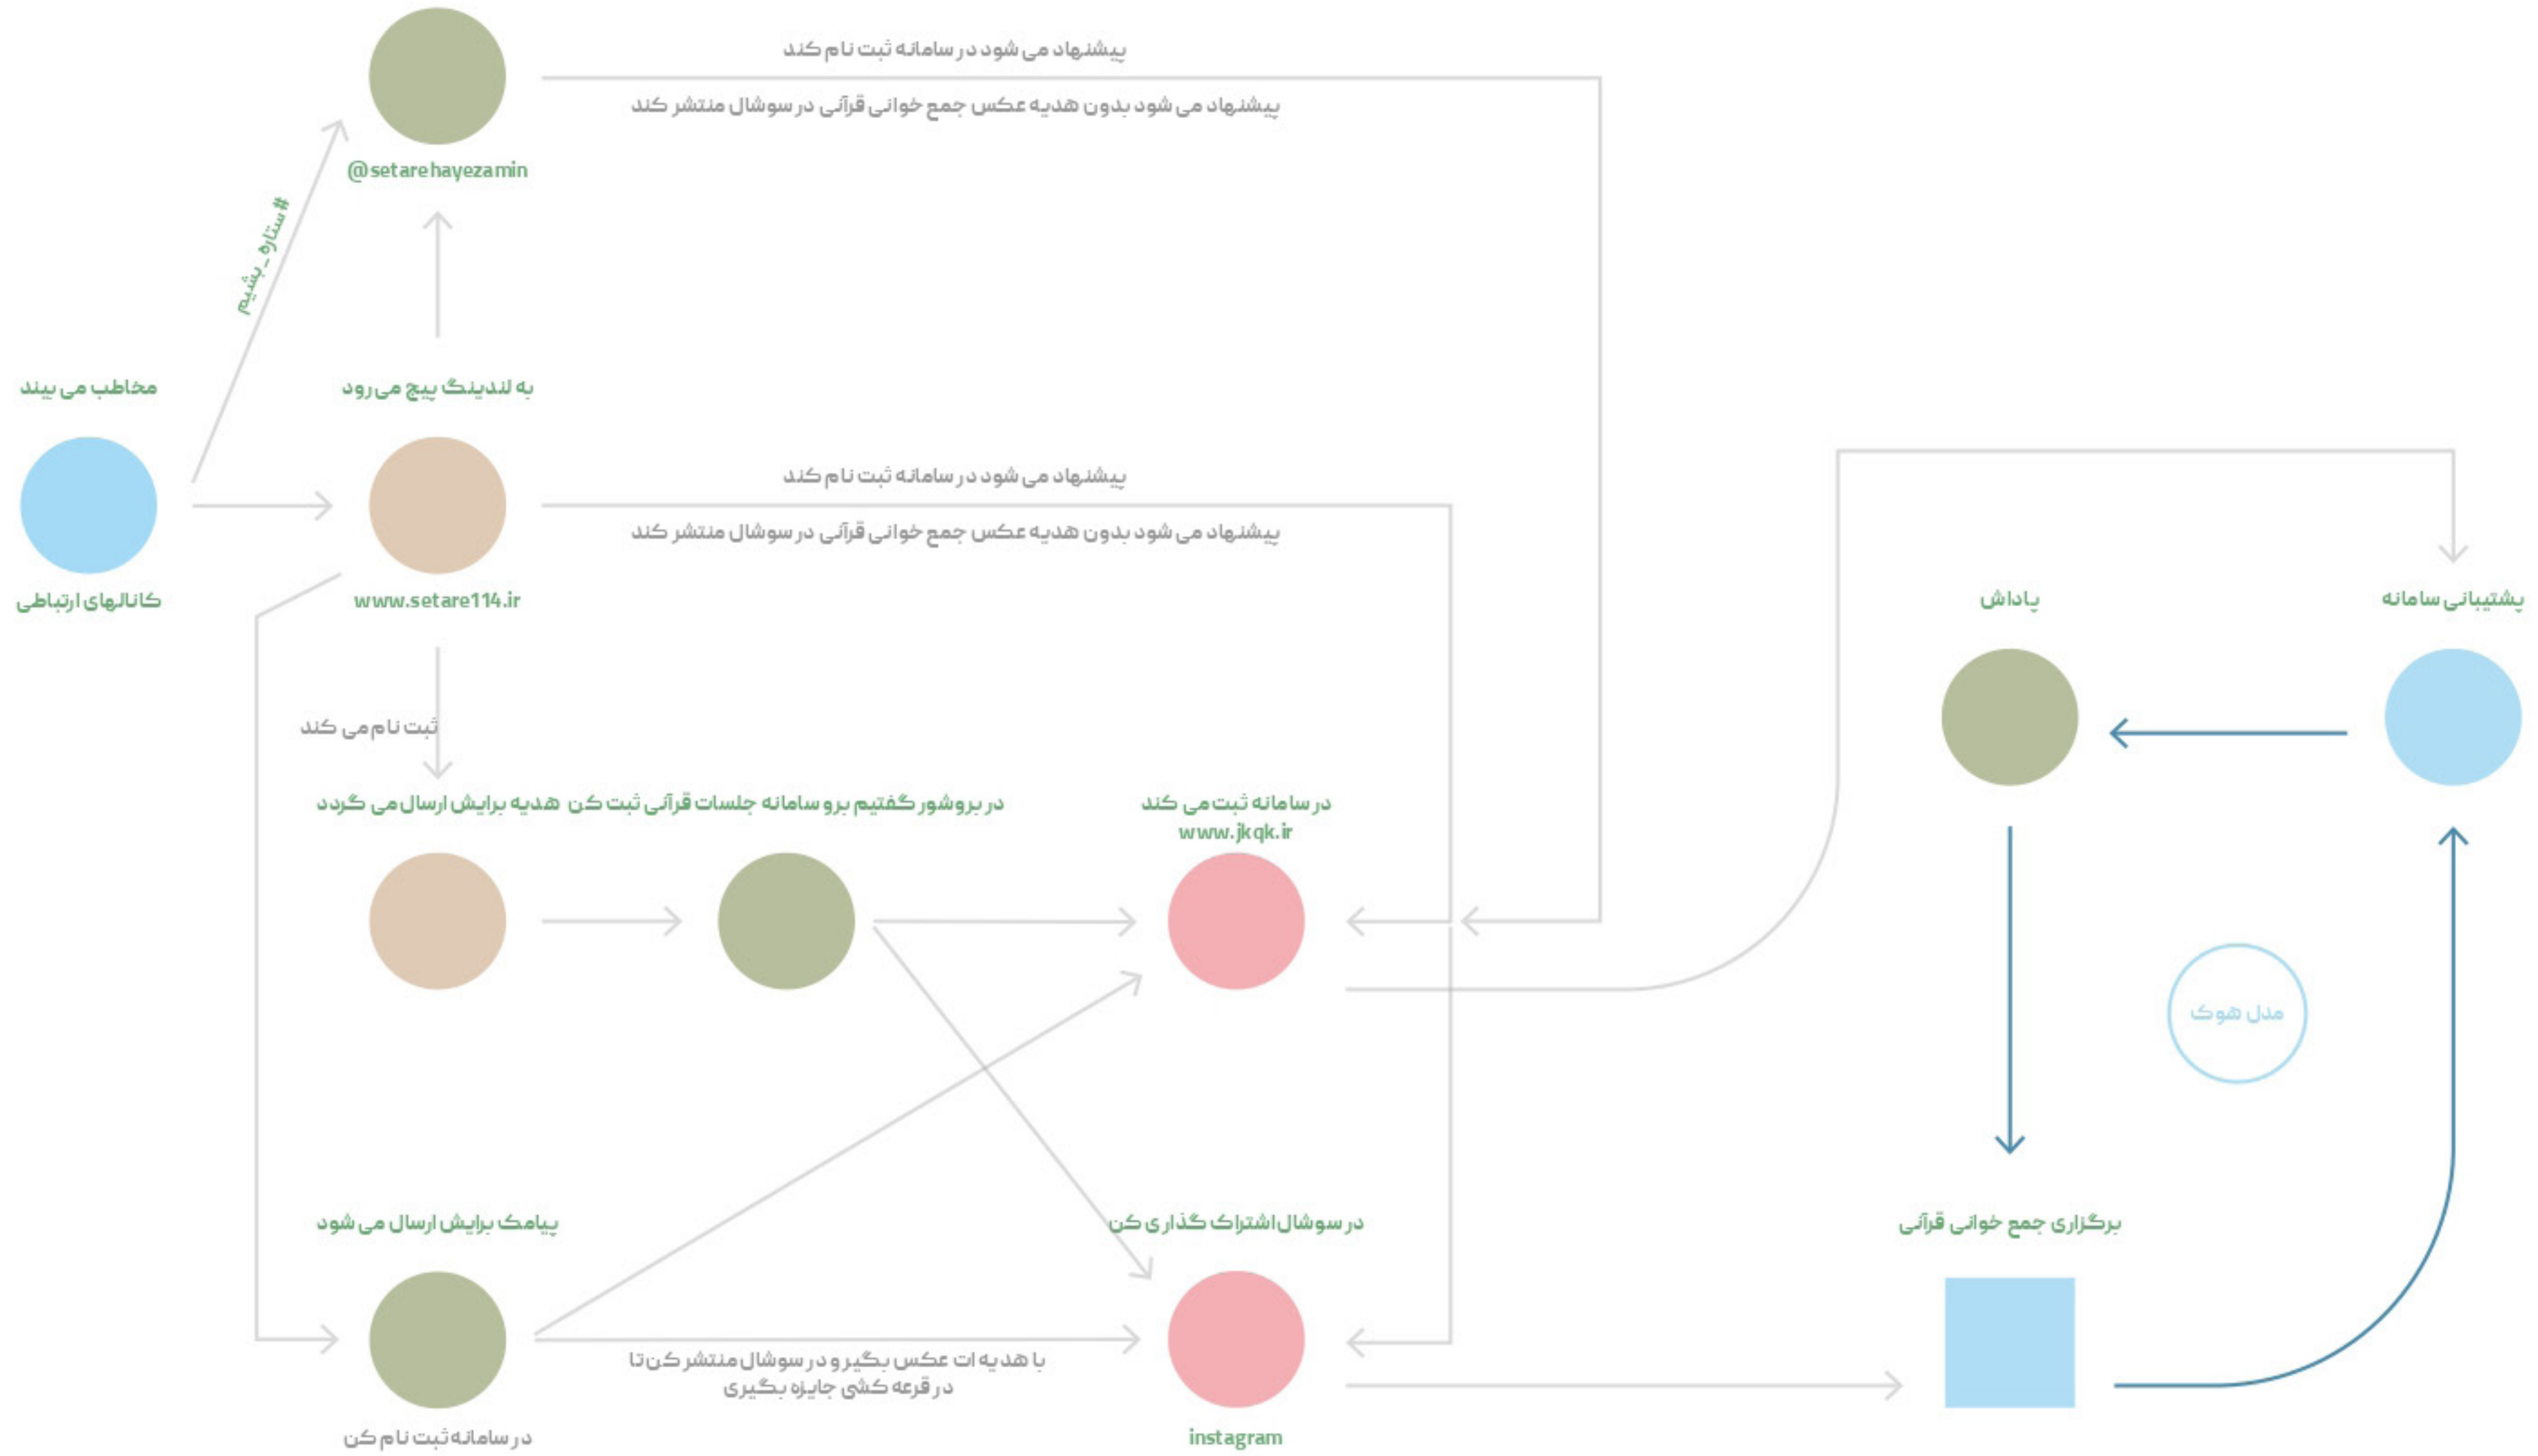 پیشنهاد می شود در سامانه ثبت نام کند
پیشنهاد می شود بدون هدیه عکس جمع خوانی قرآنی در سوشال منتشر کند
@setarehayezamin
#ستاره_بشیم
مخاطب می بیند
به لندینگ پیج می رود
پیشنهاد می شود در سامانه ثبت نام کند
پیشنهاد می شود بدون هدیه عکس جمع خوانی قرآنی در سوشال منتشر کند
کانالهای ارتباطی
www.setare114.ir
پاداش
پشتیبانی سامانه
ثبت نام می کند
هدیه برایش ارسال می گردد
در بروشور گفتیم برو سامانه جلسات قرآنی ثبت کن
در سامانه ثبت می کند
www.jkqk.ir
مدل هوک
پیامک برایش ارسال می شود
در سوشال اشتراک گذاری کن
برگزاری جمع خوانی قرآنی
با هدیه ات عکس بگیر و در سوشال منتشر کن تا
در قرعه کشی جایزه بگیری
در سامانه ثبت نام کن
instagram